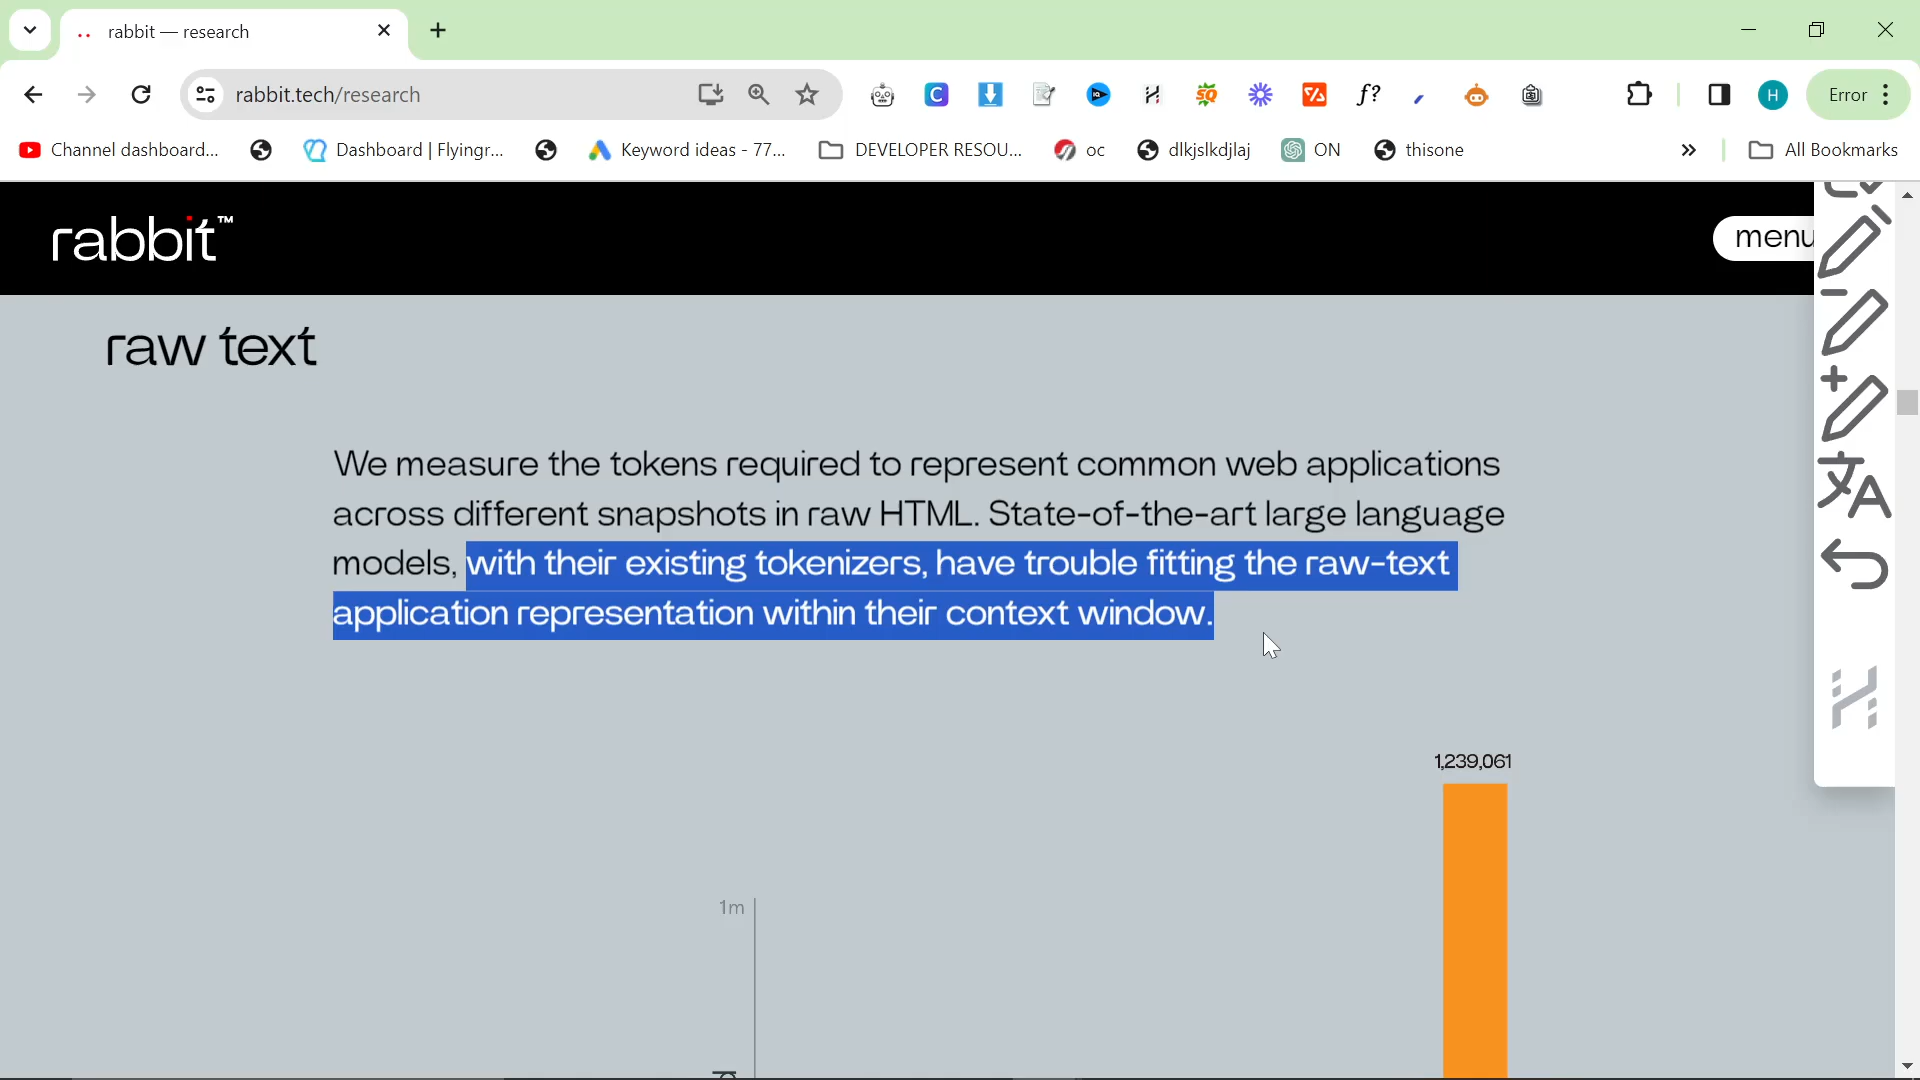 rabbit — research
rabbit.tech/research
Error
Channel dashboard...
Dashboard | Flyingr...
Keyword ideas - 77...
DEVELOPER RESOU...
oc
dlkjslkdjlaj
ON
thisone
All Bookmarks
rabbit™
menu
raw text
We measure the tokens required to represent common web applications
across different snapshots in raw HTML. State-of-the-art large language
models, with their existing tokenizers, have trouble fitting the raw-text
application representation within their context window.
1,239,061
1m